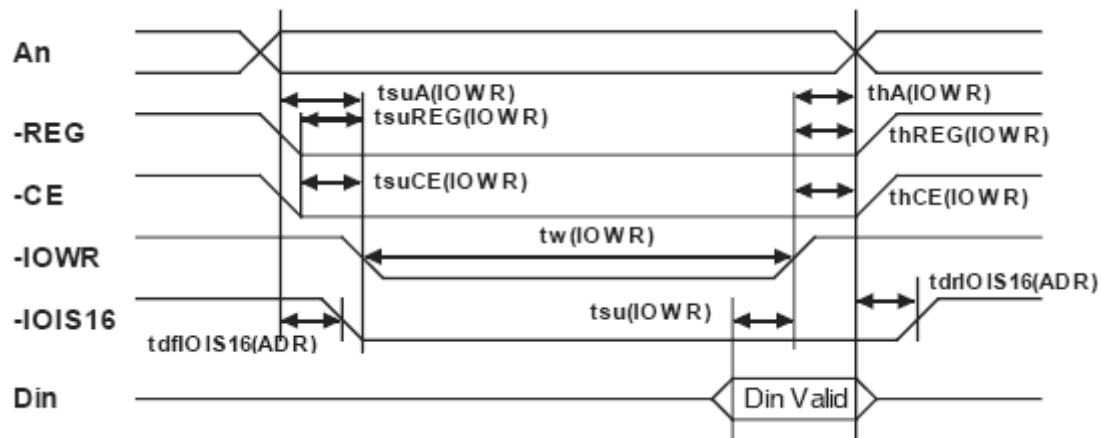 An
tsuA(IOWR)
thA(IOWR)
tsuREG(IOWR)
-REG
thREG(IOWR)
tsuCE(IOWR)
-CE
thCE(IOWR)
tw(IOWR)
-IOWR
tdrIOIS16(ADR)
tsu(IOWR)
-IOIS16
tdfIOIS16(ADR)
Din
Din Valid